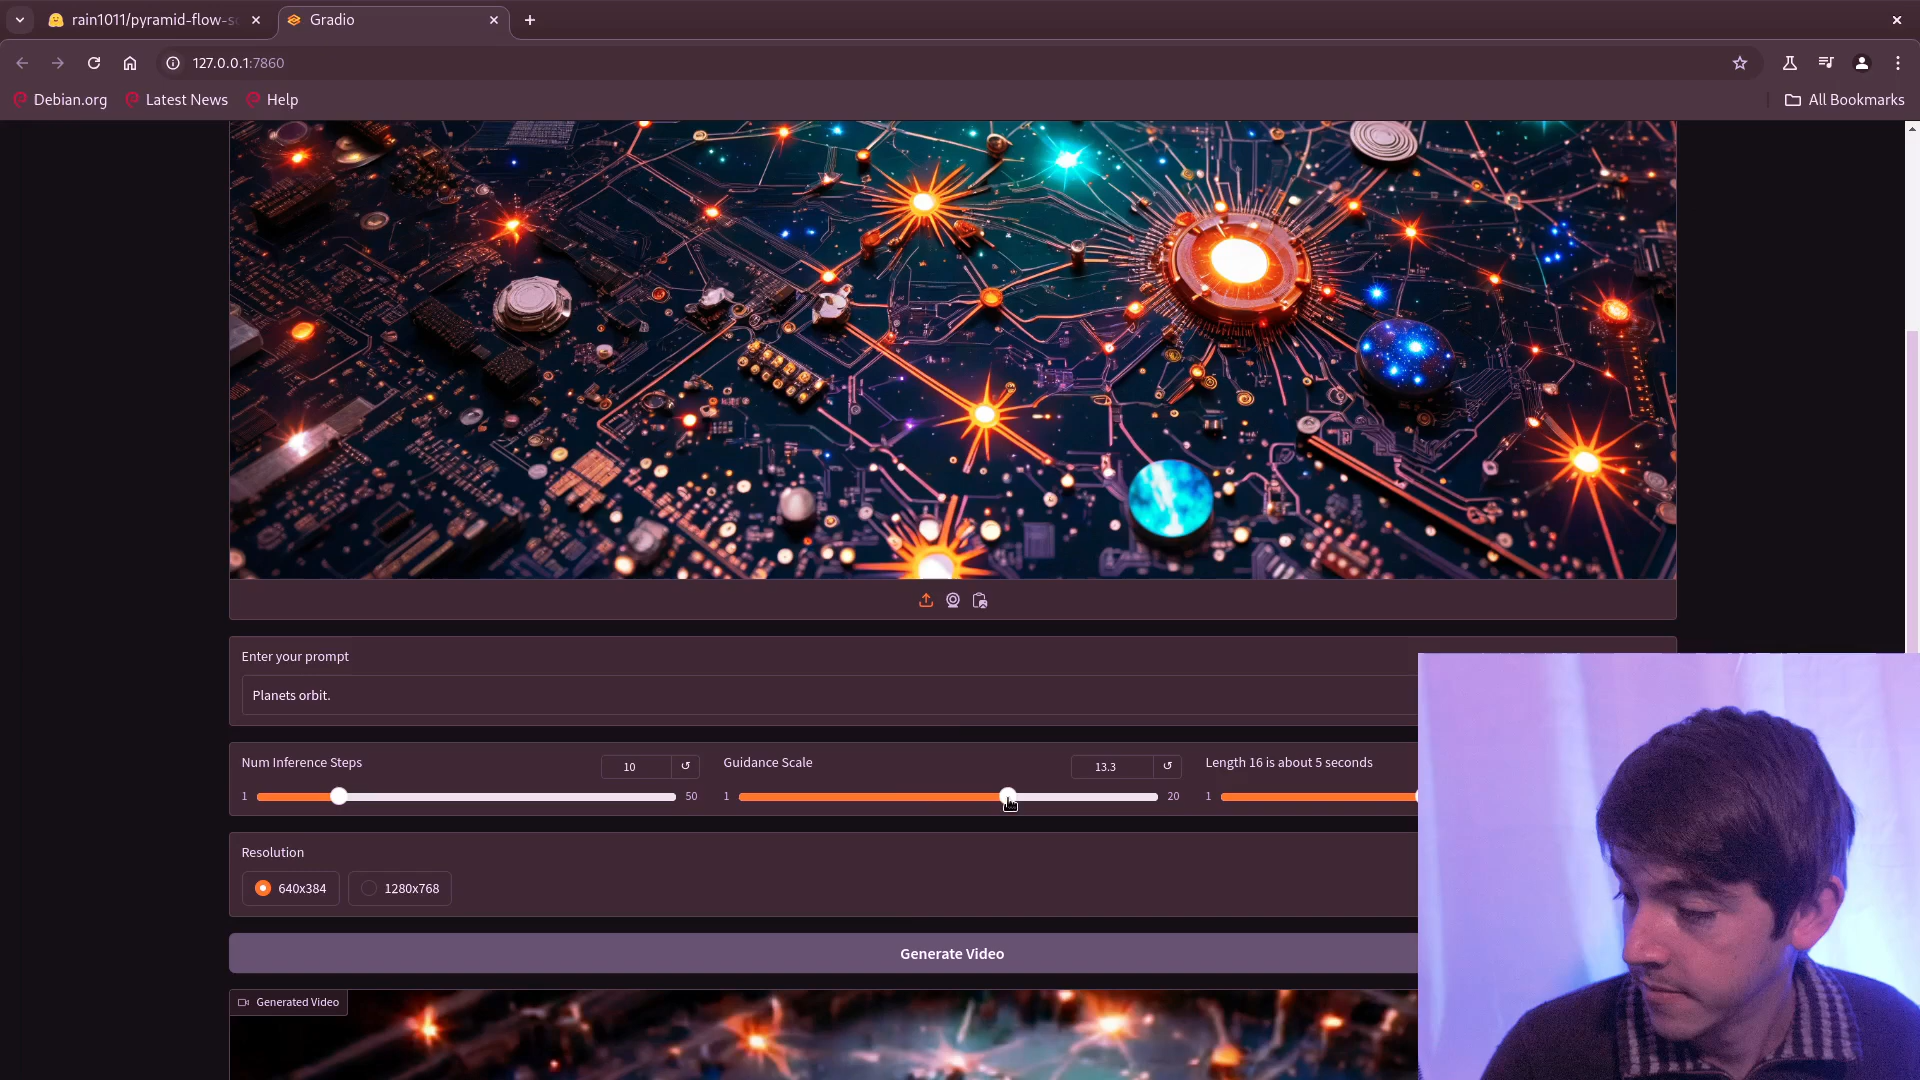 rain1011/pyramid-flow-s
Gradio
127.0.0.1:7860
Debian.org
Latest News
Help
All Bookmarks
Enter your prompt
Planets orbit.
Num Inference Steps
10
1
50
Guidance Scale
13.3
1
20
Length 16 is about 5 seconds
1
Resolution
640x384
1280x768
Generate Video
Generated Video